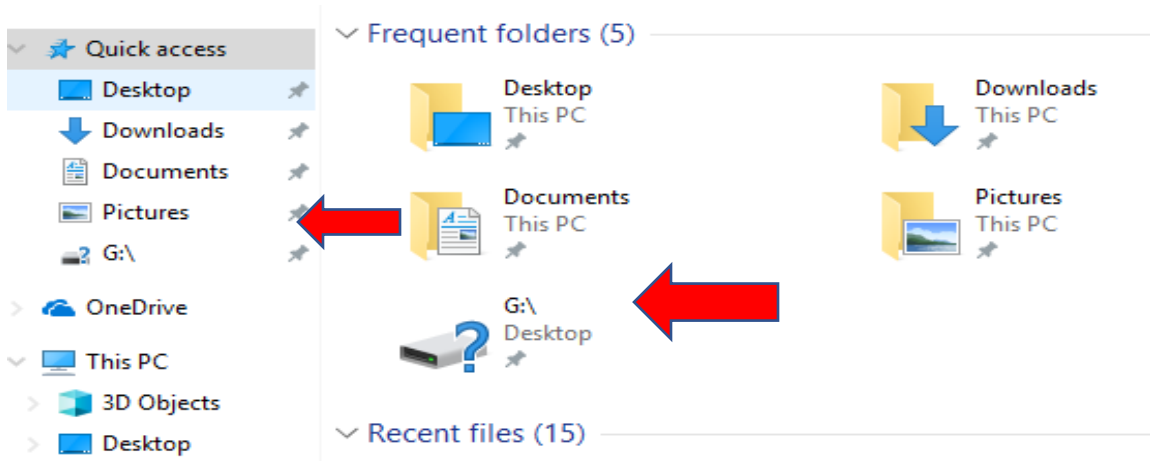 Quick access
Desktop
Downloads
Documents
Pictures
G:\
OneDrive
This PC
3D Objects
Desktop
Frequent folders (5)
Desktop
This PC
Downloads
This PC
Documents
This PC
Pictures
This PC
G:\
Desktop
Recent files (15)